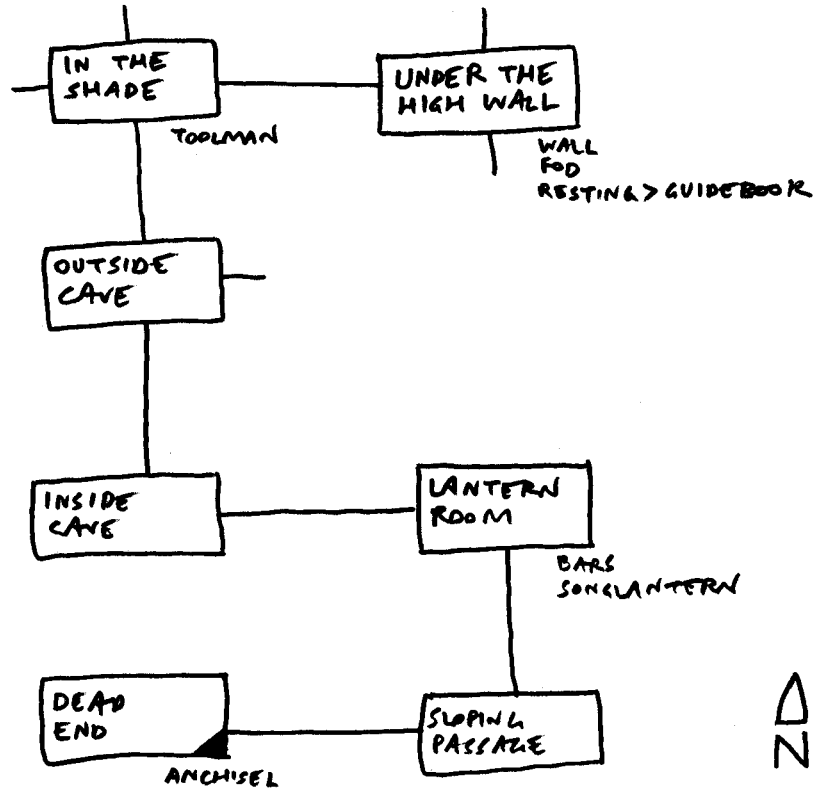 IN THE
SHADE
TOOLMAN
UNDER THE
HIGH WALL
WALL
FOD
RESTING > GUIDEBOOK
OUTSIDE
CAVE
INSIDE
CAVE
LANTERN
ROOM
BARS
SONGLANTERN
DEAD
END
ANCHISEL
SLOPING
PASSAGE
N